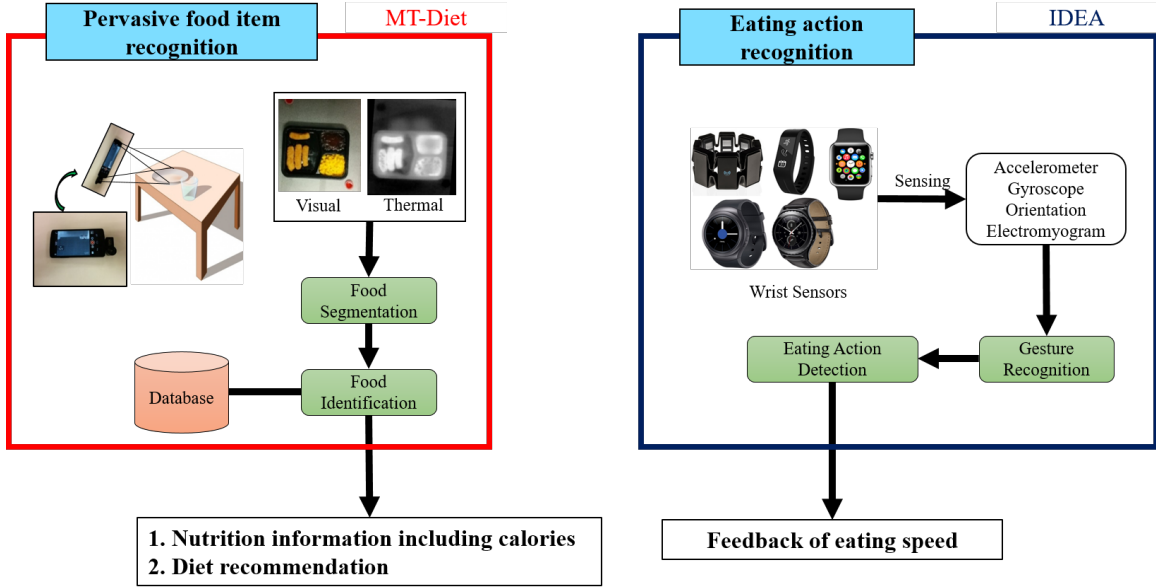 Pervasive food item
recognition
MT-Diet
Visual
Thermal
Food
Segmentation
Database
Food
Identification
1. Nutrition information including calories
2. Diet recommendation
Eating action
recognition
IDEA
Sensing
Accelerometer
Gyroscope
Orientation
Electromyogram
Wrist Sensors
Eating Action
Detection
Gesture
Recognition
Feedback of eating speed